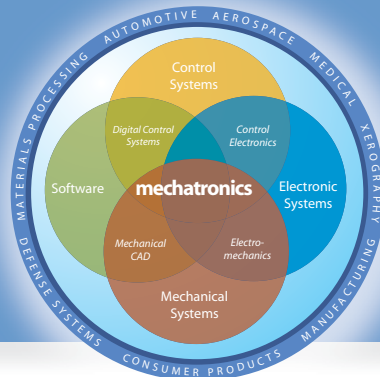 MATERIALS PROCESSING AUTOMOTIVE AEROSPACE MEDICAL XEROGRAPHY
Control
Systems
Digital Control
Systems
Control
Electronics
Software
mechatronics
Electronic
Systems
Mechanical
CAD
Electro-
mechanics
Mechanical
Systems
DEFENSE SYSTEMS CONSUMER PRODUCTS MANUFACTURING